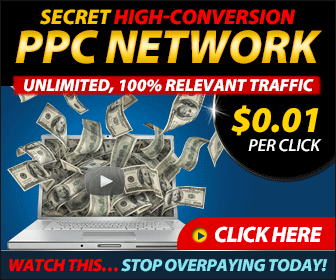 SECRET HIGH-CONVERSION
PPC NETWORK
UNLIMITED, 100% RELEVANT TRAFFIC
$0.01
PER CLICK
CLICK HERE
WATCH THIS... STOP OVERPAYING TODAY!